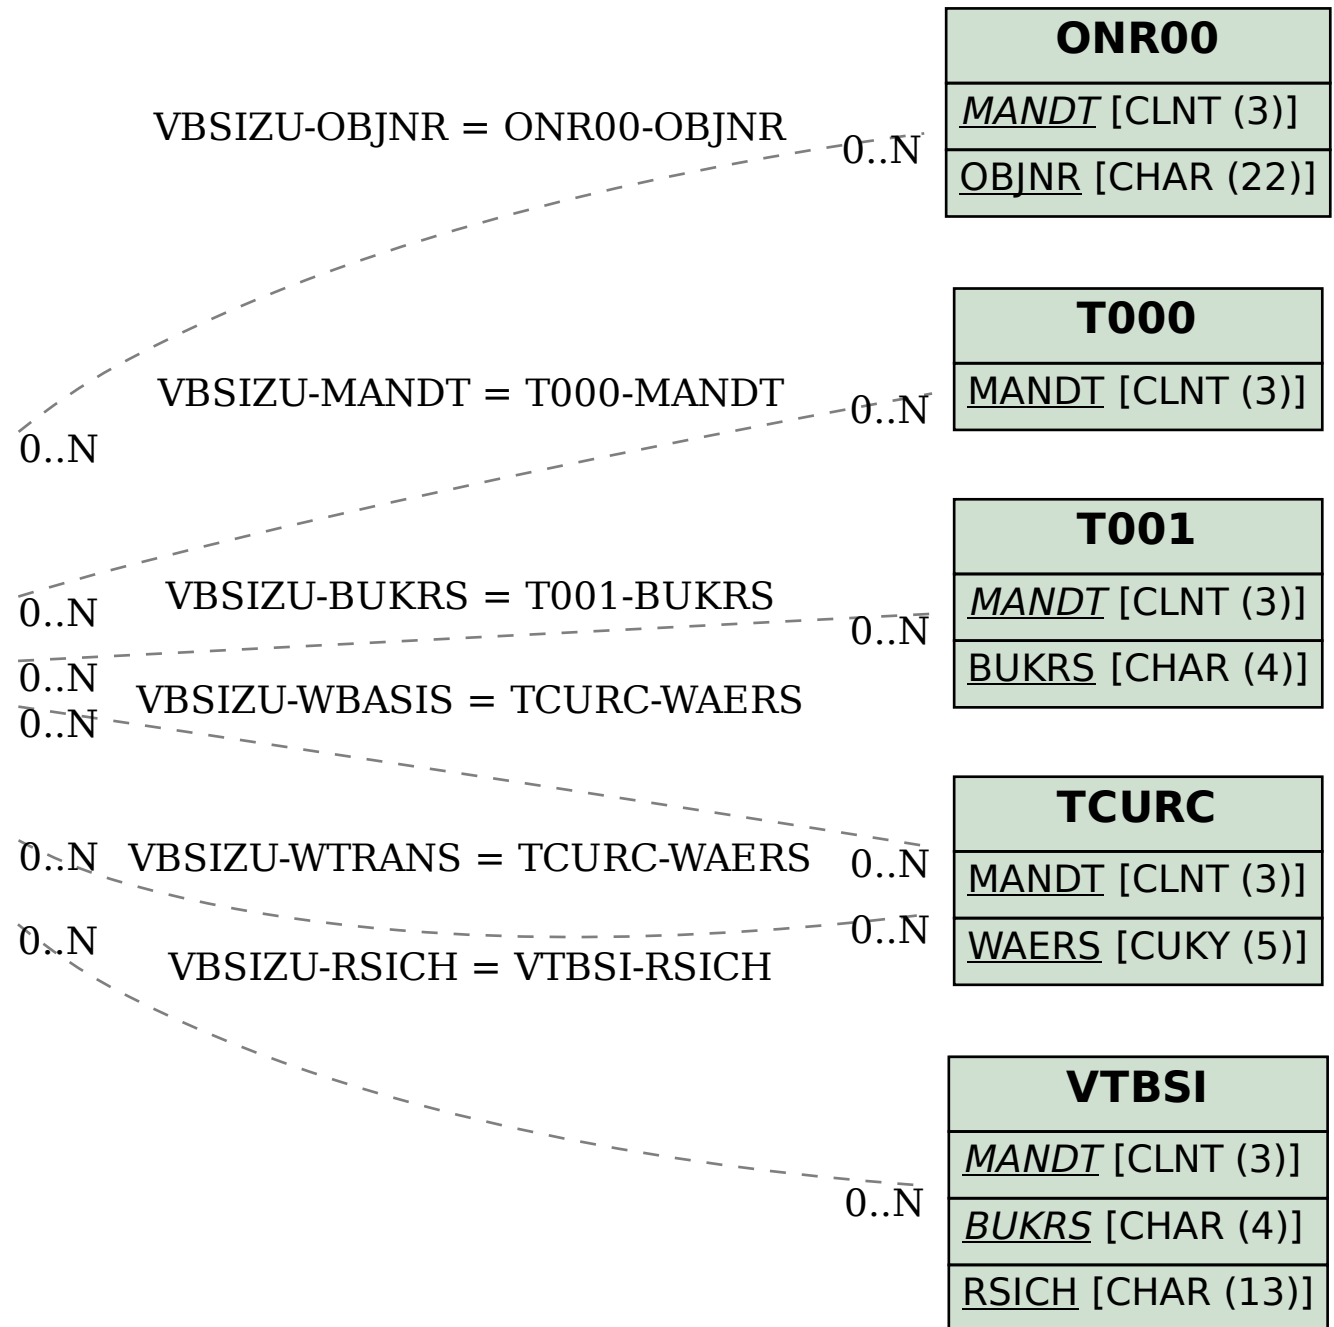 ONR00
MANDT [CLNT (3)]
OBJNR [CHAR (22)]
VBSIZU-OBJNR = ONR00-OBJNR
0..N
0..N
T000
MANDT [CLNT (3)]
VBSIZU-MANDT = T000-MANDT
0..N
0..N
T001
MANDT [CLNT (3)]
BUKRS [CHAR (4)]
VBSIZU-BUKRS = T001-BUKRS
0..N
0..N
VBSIZU-WBASIS = TCURC-WAERS
0..N
0..N
TCURC
MANDT [CLNT (3)]
WAERS [CUKY (5)]
VBSIZU-WTRANS = TCURC-WAERS
0..N
0..N
VBSIZU-RSICH = VTBSI-RSICH
0..N
0..N
VTBSI
MANDT [CLNT (3)]
BUKRS [CHAR (4)]
RSICH [CHAR (13)]